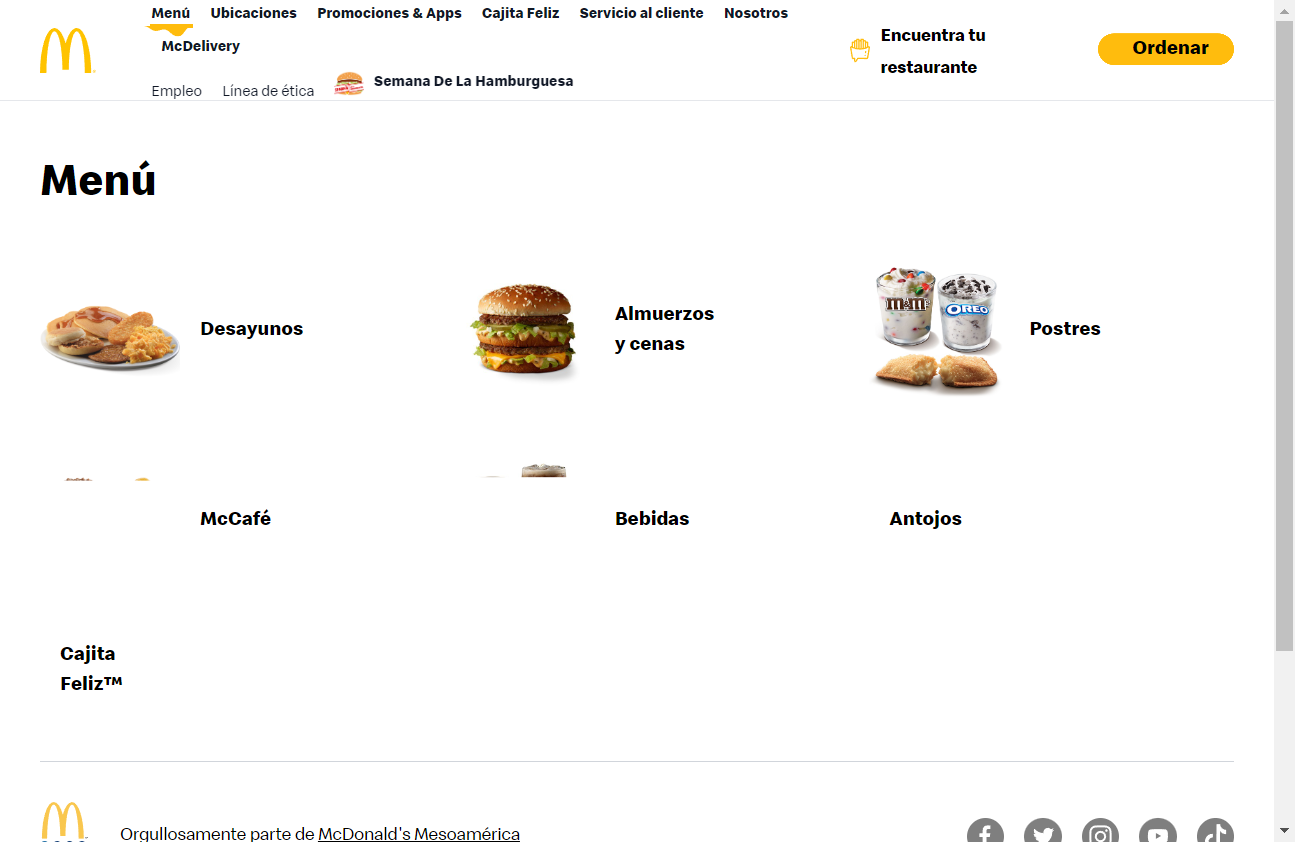 Menú Ubicaciones Promociones & Apps Cajita Feliz Servicio al cliente Nosotros
McDelivery
Empleo Línea de ética Semana De La Hamburguesa
Encuentra tu
restaurante
Ordenar
Menú
Desayunos
Almuerzos
y cenas
m&m's
OREO
Postres
McCafé
Bebidas
Antojos
Cajita
Feliz™
Orgullosamente parte de McDonald's Mesoamérica